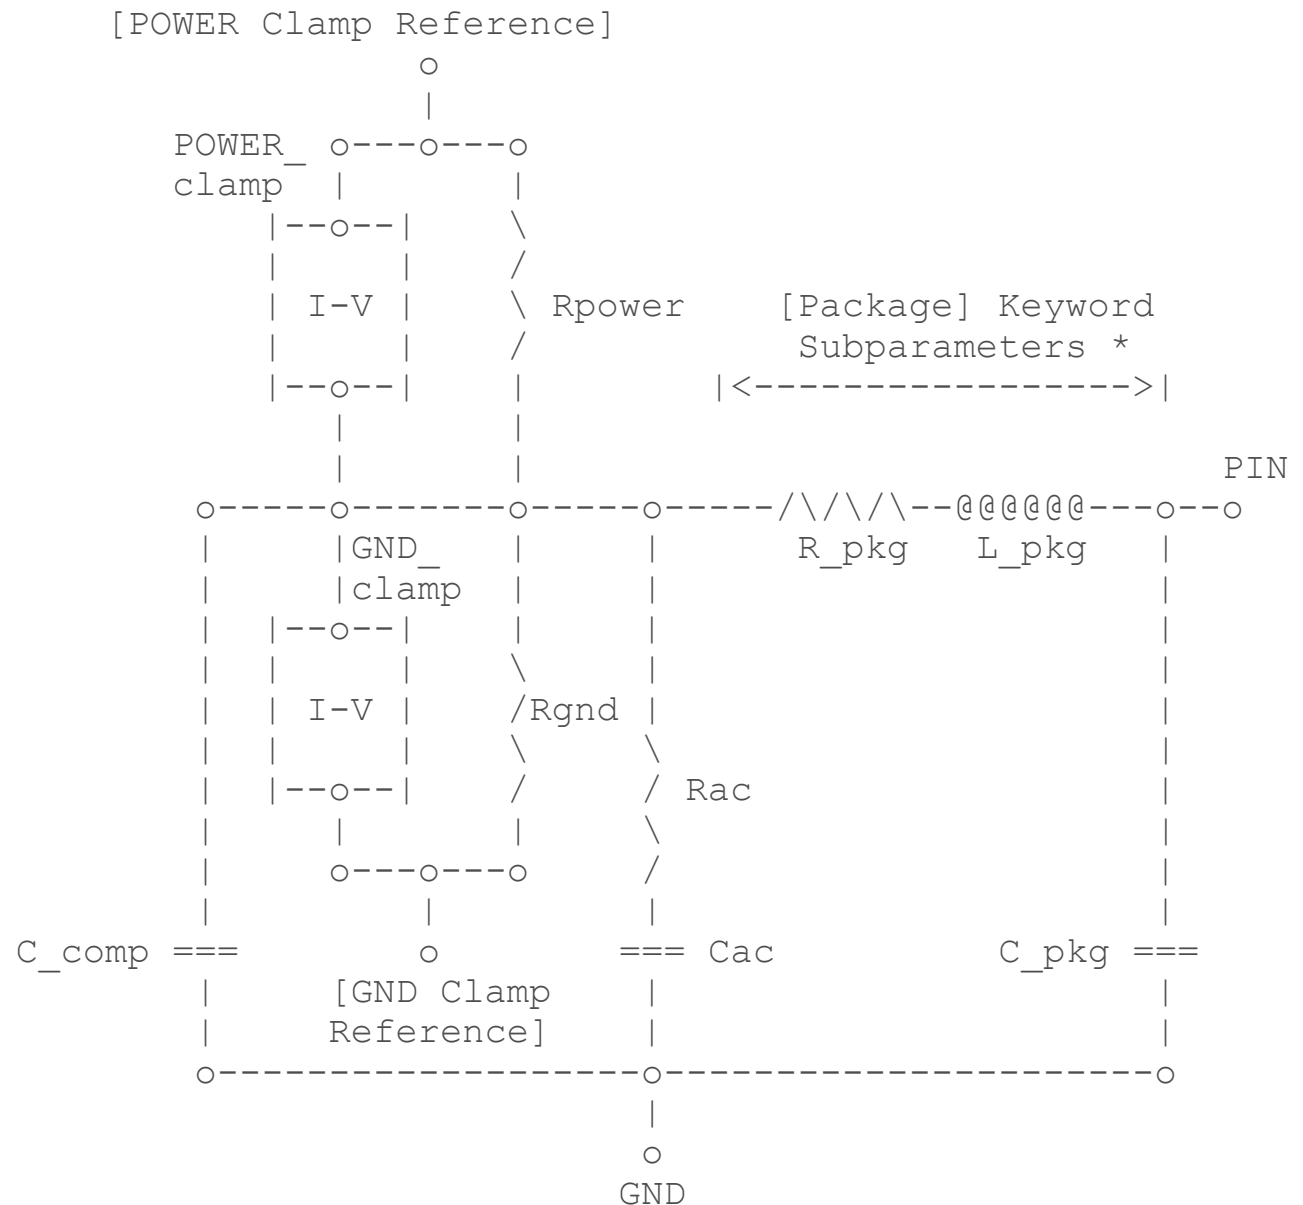 [POWER Clamp Reference]
POWER_
clamp
I-V
Rpower
[Package] Keyword
Subparameters *
PIN
GND_
clamp
R_pkg
L_pkg
I-V
Rgnd
Rac
C_comp
Cac
C_pkg
[GND Clamp
Reference]
GND